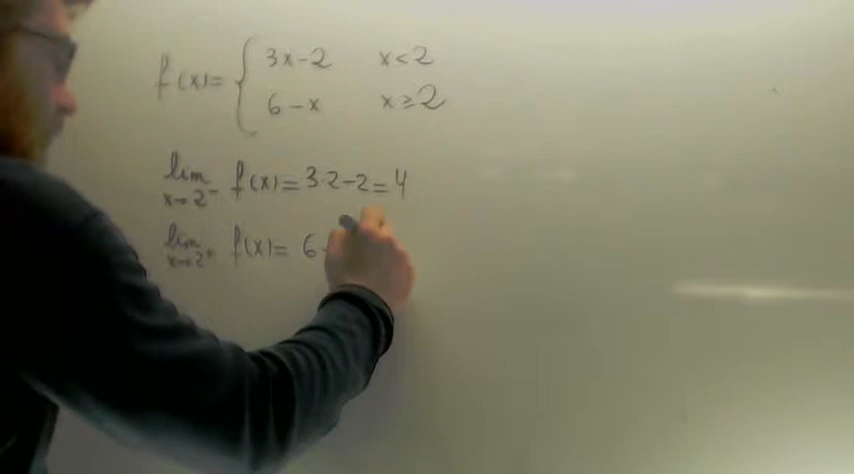 f(x)= { 3x-2 x<2
6-x x≥2
lim x→2⁻ f(x)=3·2-2=4
lim x→2⁺ f(x)= 6-